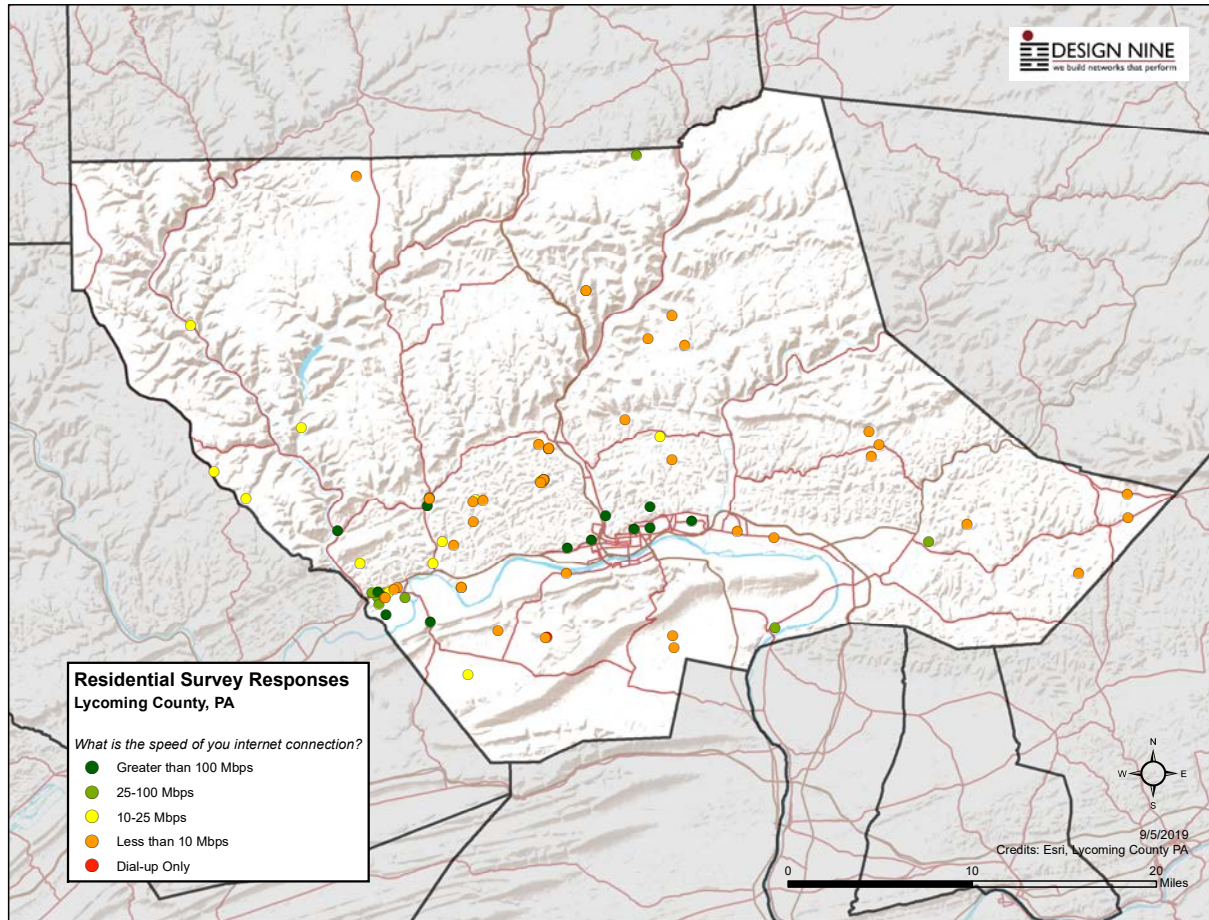 DESIGN NINE
we build networks that perform
Residential Survey Responses
Lycoming County, PA
What is the speed of you internet connection?
Greater than 100 Mbps
25-100 Mbps
10-25 Mbps
Less than 10 Mbps
Dial-up Only
N
W
E
S
9/5/2019
Credits: Esri, Lycoming County PA
0
10
20
Miles